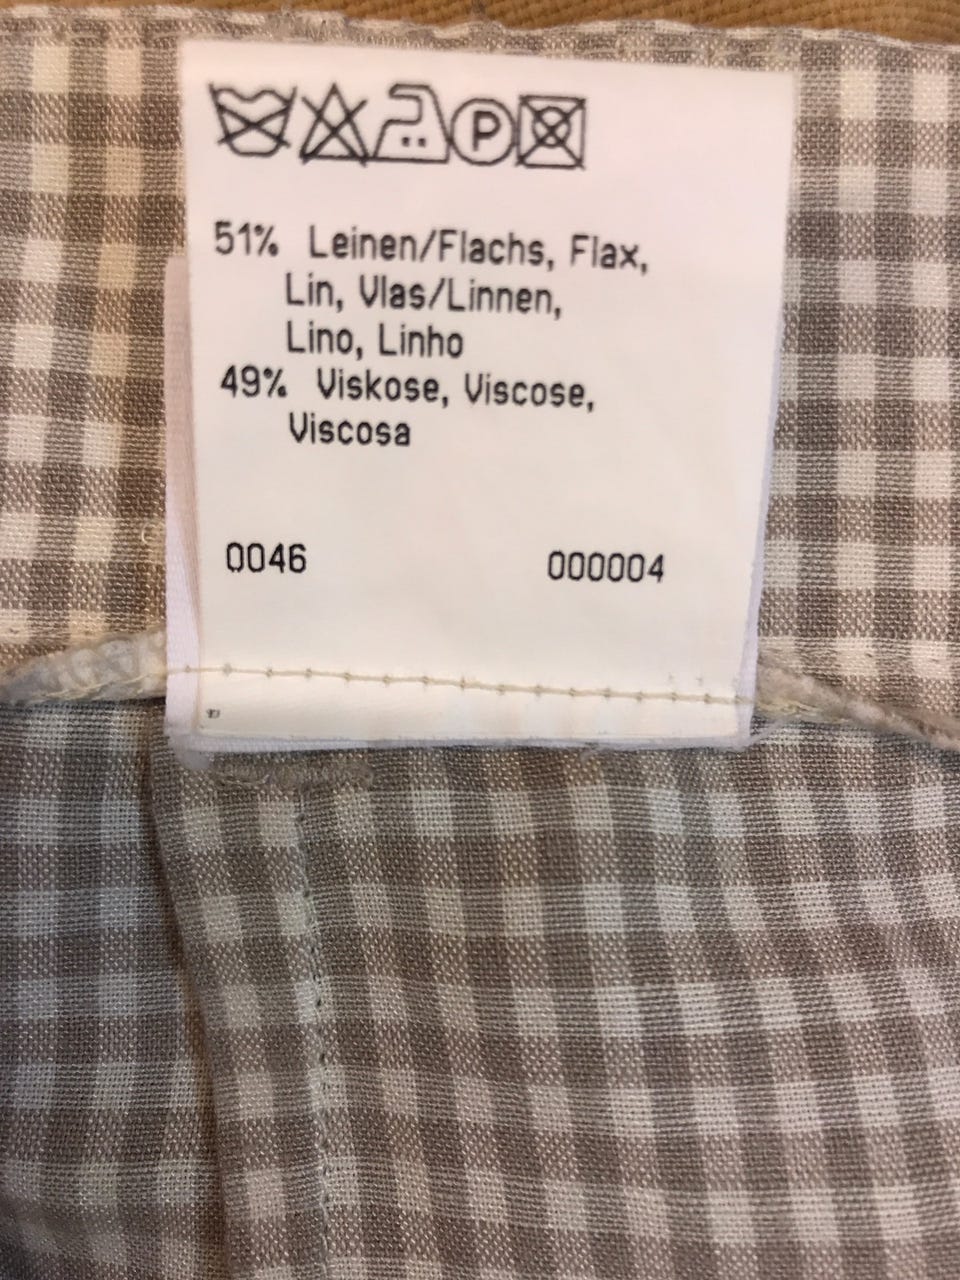 P
51% Leinen/Flachs, Flax,
Lin, Vlas/Linnen,
Lino, Linho
49% Viskose, Viscose,
Viscosa
0046 000004